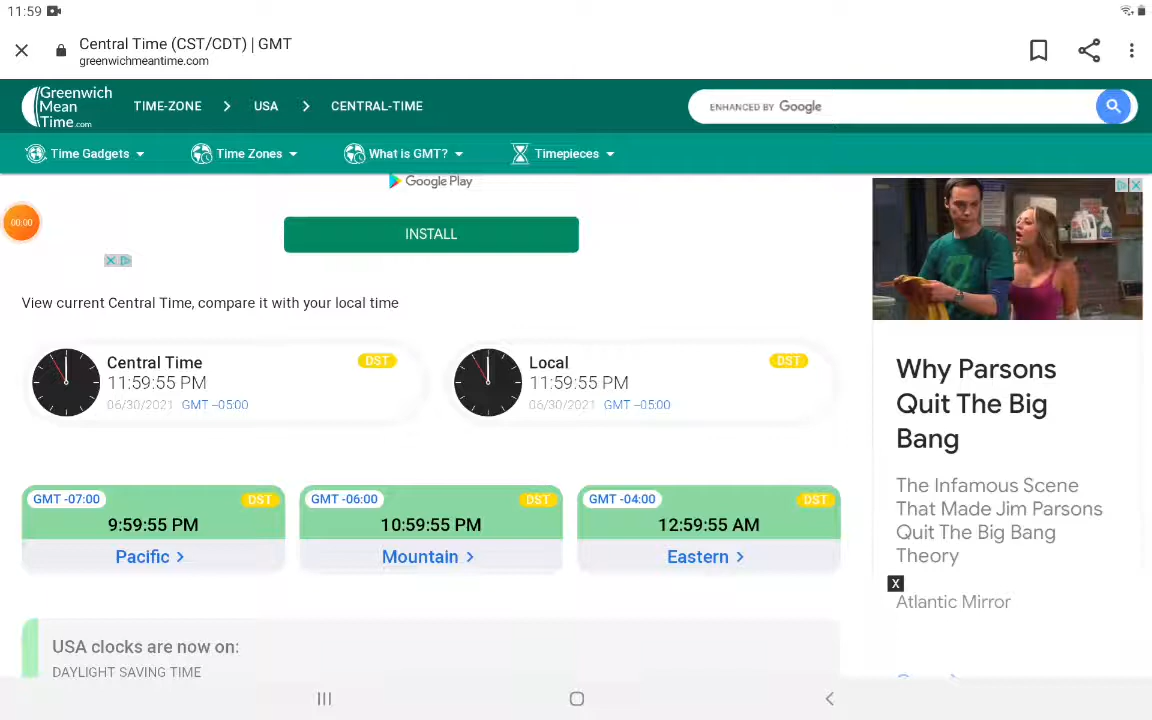 11:59
Central Time (CST/CDT) | GMT
greenwichmeantime.com
Greenwich
Mean
Time.com
TIME-ZONE > USA > CENTRAL-TIME
ENHANCED BY Google
Time Gadgets
Time Zones
What is GMT?
Timepieces
Google Play
00:00
INSTALL
View current Central Time, compare it with your local time
Central Time
DST
11:59:55 PM
06/30/2021 GMT −05:00
Local
DST
11:59:55 PM
06/30/2021 GMT −05:00
GMT -07:00 DST
9:59:55 PM
Pacific >
GMT -06:00 DST
10:59:55 PM
Mountain >
GMT -04:00 DST
12:59:55 AM
Eastern >
USA clocks are now on:
DAYLIGHT SAVING TIME
Why Parsons
Quit The Big
Bang
The Infamous Scene
That Made Jim Parsons
Quit The Big Bang
Theory
X
Atlantic Mirror